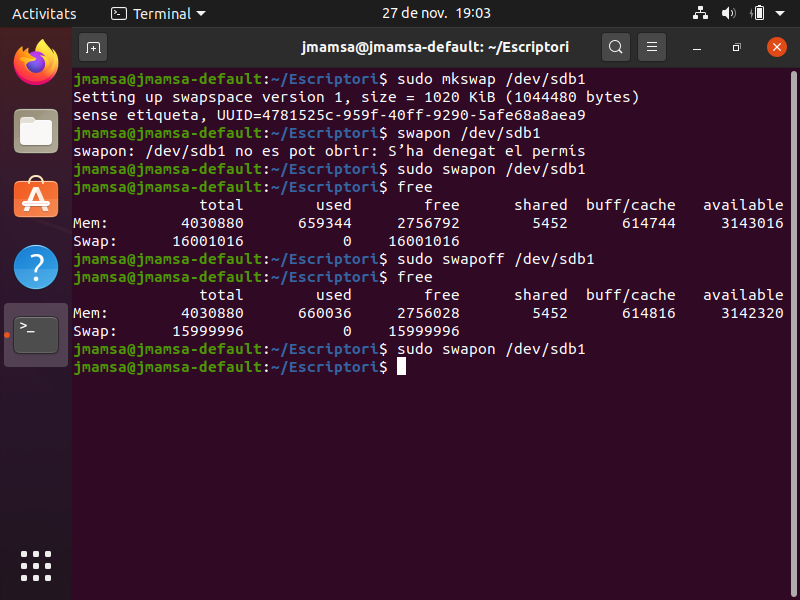 Activitats Terminal 27 de nov. 19:03
jmamsa@jmamsa-default: ~/Escriptori
jmamsa@jmamsa-default:~/Escriptori$ sudo mkswap /dev/sdb1
Setting up swapspace version 1, size = 1020 KiB (1044480 bytes)
sense etiqueta, UUID=4781525c-959f-40ff-9290-5afe68a8aea9
jmamsa@jmamsa-default:~/Escriptori$ swapon /dev/sdb1
swapon: /dev/sdb1 no es pot obrir: S’ha denegat el permis
jmamsa@jmamsa-default:~/Escriptori$ sudo swapon /dev/sdb1
jmamsa@jmamsa-default:~/Escriptori$ free
              total        used        free      shared  buff/cache   available
Mem:        4030880      659344     2756792        5452      614744     3143016
Swap:      16001016           0    16001016
jmamsa@jmamsa-default:~/Escriptori$ sudo swapoff /dev/sdb1
jmamsa@jmamsa-default:~/Escriptori$ free
              total        used        free      shared  buff/cache   available
Mem:        4030880      660036     2756028        5452      614816     3142320
Swap:      15999996           0    15999996
jmamsa@jmamsa-default:~/Escriptori$ sudo swapon /dev/sdb1
jmamsa@jmamsa-default:~/Escriptori$